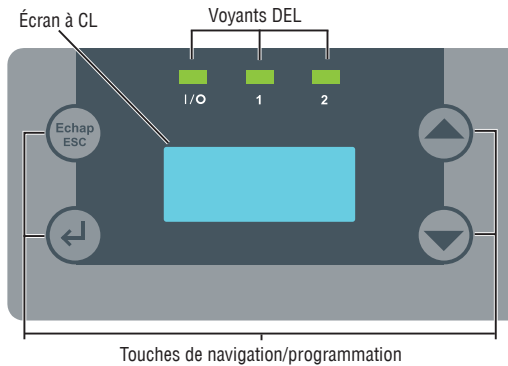 Écran à CL
Voyants DEL
I/O 1 2
Echap
ESC
Touches de navigation/programmation